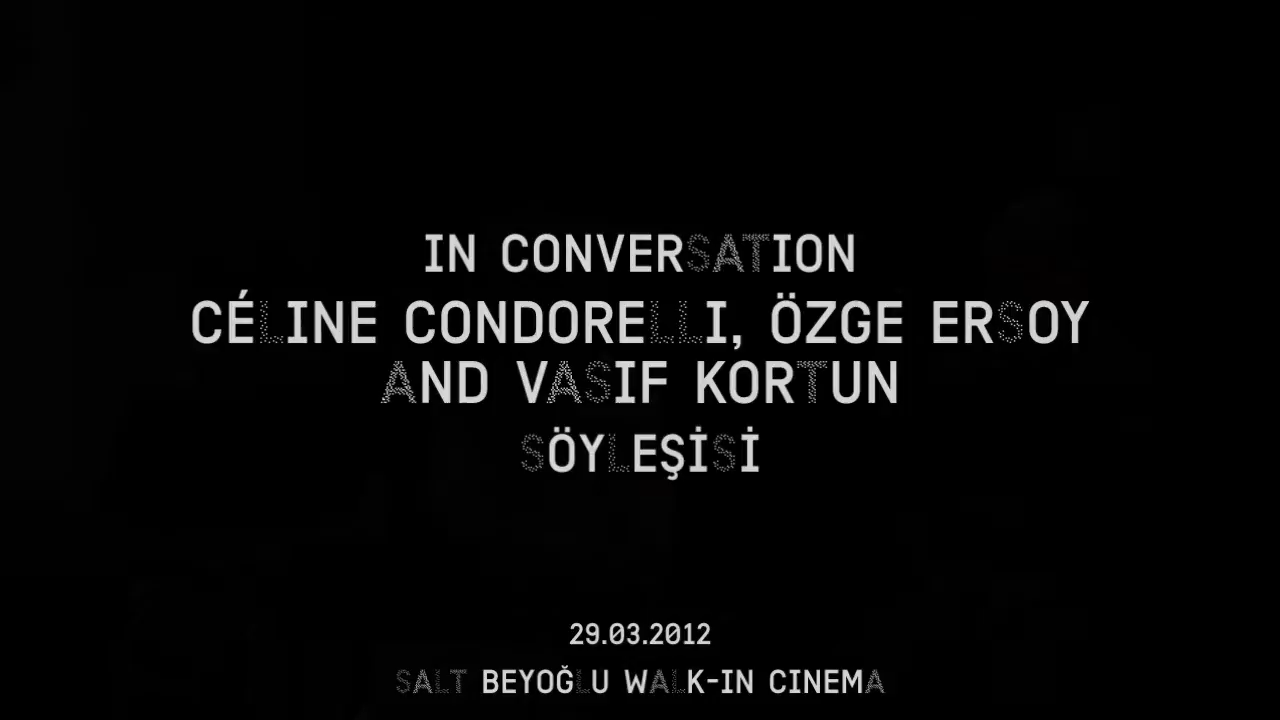 IN CONVERSATION
CÉLINE CONDORELLI, ÖZGE ERSOY
AND VASIF KORTUN
SÖYLEŞİSİ
29.03.2012
SALT BEYOĞLU WALK-IN CINEMA